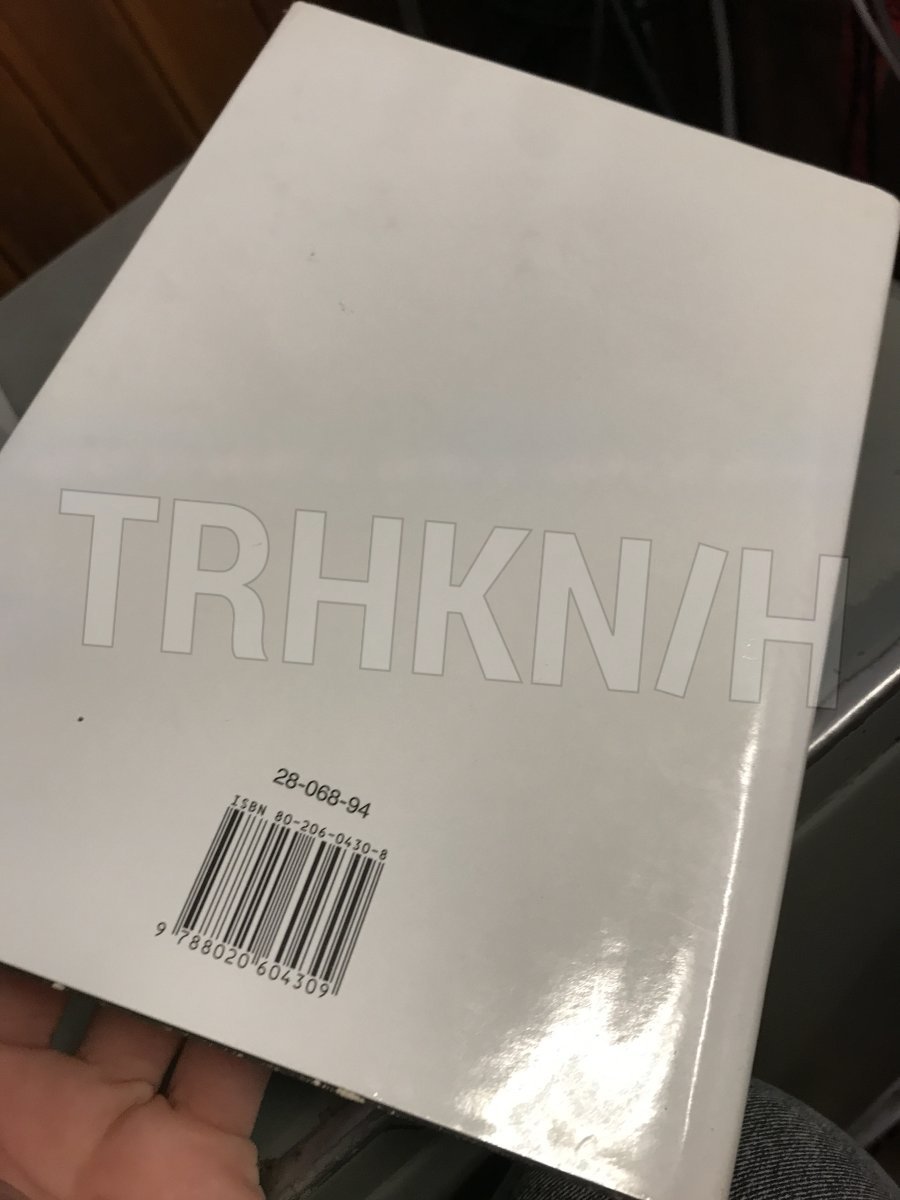 TRHKN/H
28-068-94
ISBN 80-206-0430-8
9 788020 604309